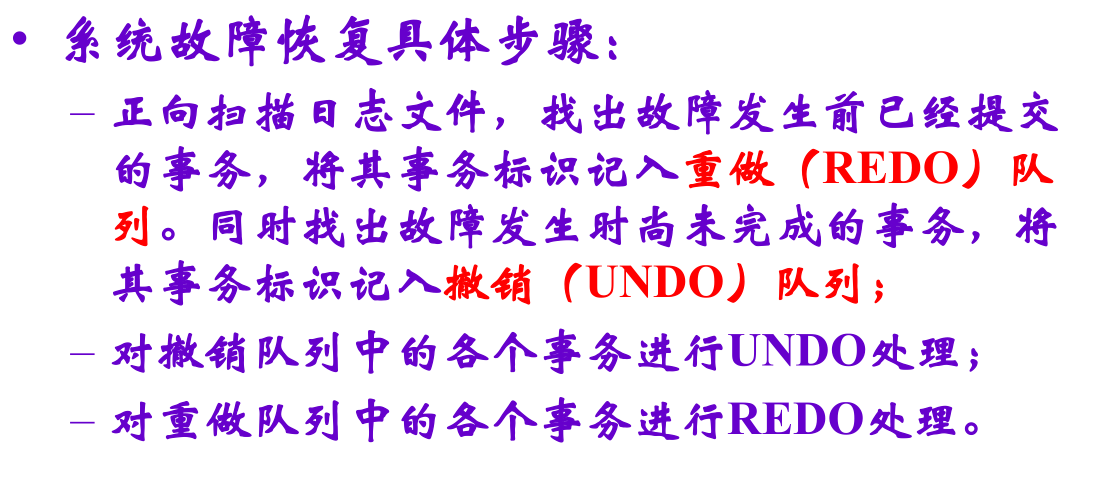 • 系统故障恢复具体步骤：
– 正向扫描日志文件，找出故障发生前已经提交
的事务，将其事务标识记入重做（REDO）队
列。同时找出故障发生时尚未完成的事务，将
其事务标识记入撤销（UNDO）队列；
– 对撤销队列中的各个事务进行UNDO处理；
– 对重做队列中的各个事务进行REDO处理。